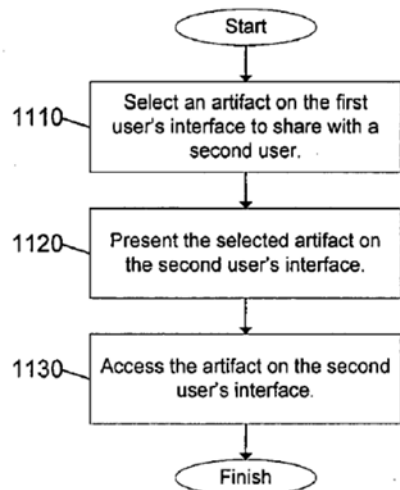 Start
1110
Select an artifact on the first
user's interface to share with a
second user.
1120
Present the selected artifact on
the second user's interface.
1130
Access the artifact on the second
user's interface.
Finish